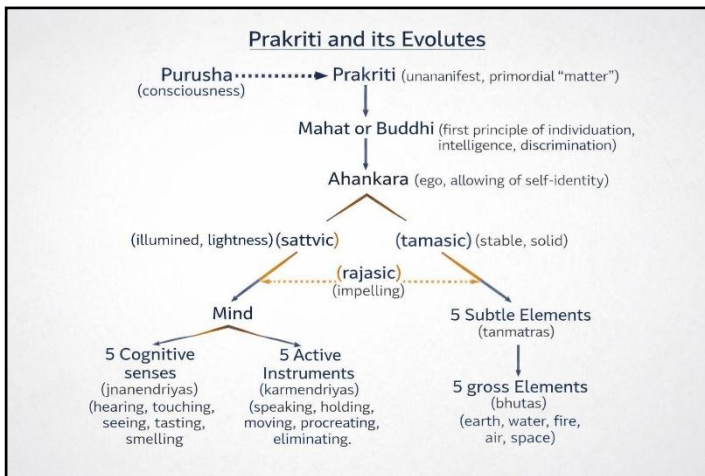 Prakriti and its Evolutes
Purusha Prakriti (unananifest, primordial “matter”)
(consciousness)
Mahat or Buddhi (first principle of individuation,
intelligence, discrimination)
Ahankara (ego, allowing of self-identity)
(illumined, lightness) (sattvic) (tamasic) (stable, solid)
(rajasic)
(impelling)
Mind
5 Subtle Elements
(tanmatras)
5 Cognitive
senses
(jnanendriyas)
(hearing, touching,
seeing, tasting,
smelling
5 Active
Instruments
(karmendriyas)
(speaking, holding,
moving, procreating,
eliminating.
5 gross Elements
(bhutas)
(earth, water, fire,
air, space)